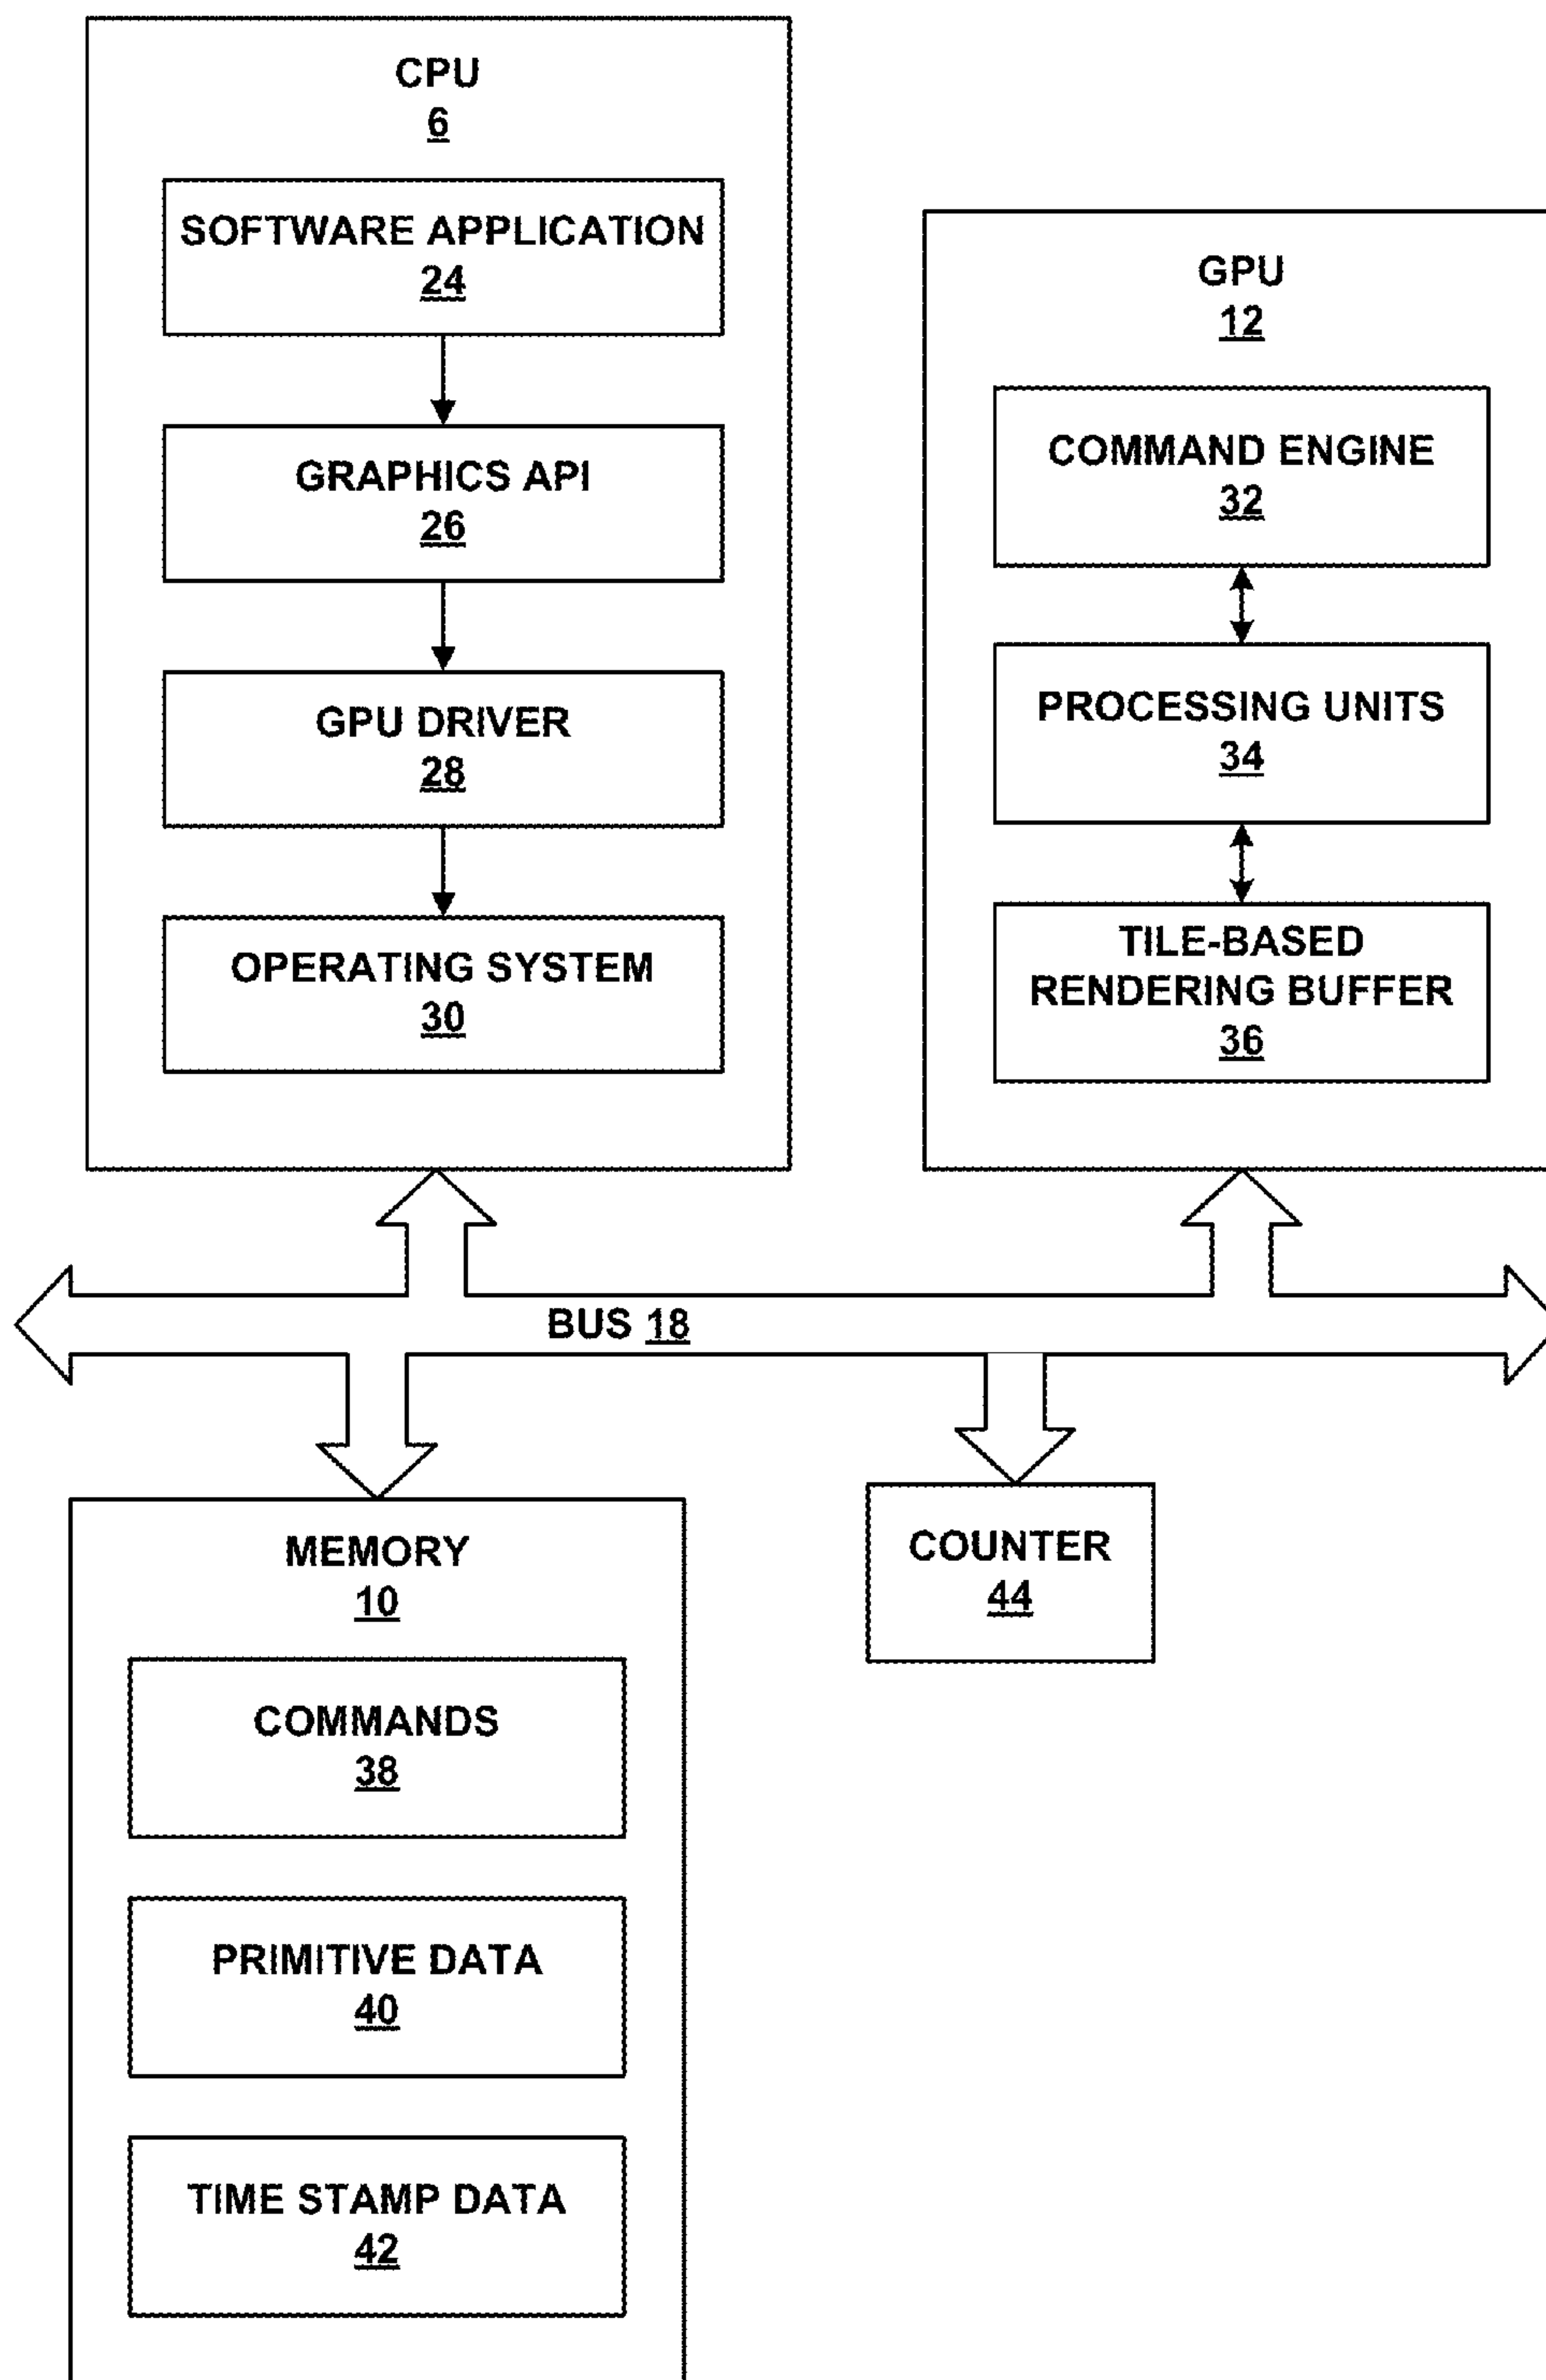 CPU
6
SOFTWARE APPLICATION
24
GRAPHICS API
26
GPU DRIVER
28
OPERATING SYSTEM
30
GPU
12
COMMAND ENGINE
32
PROCESSING UNITS
34
TILE-BASED
RENDERING BUFFER
36
BUS 18
MEMORY
10
COMMANDS
38
PRIMITIVE DATA
40
TIME STAMP DATA
42
COUNTER
44